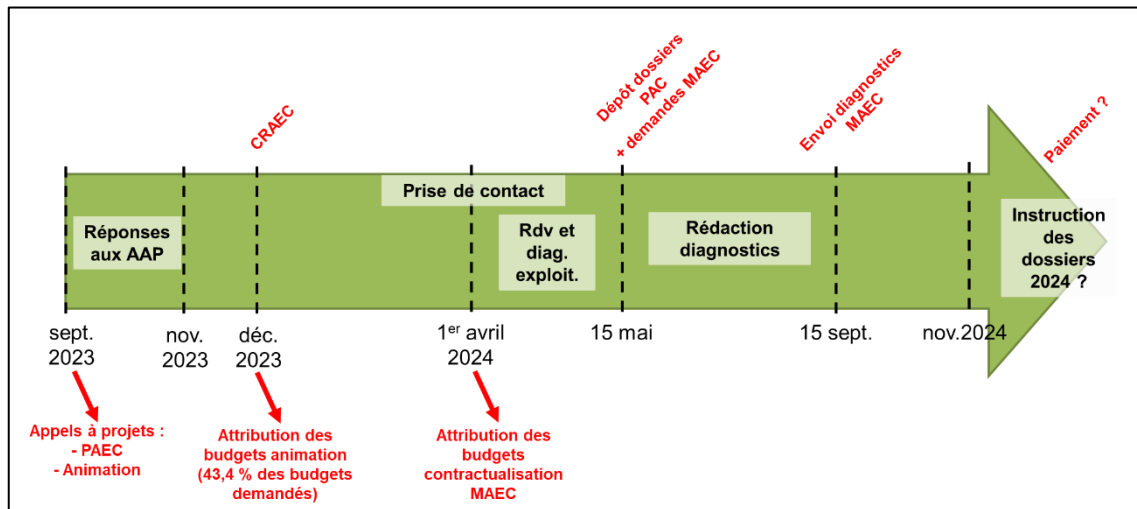 CRAEC
Dépôt dossiers
PAC
+ demandes MAEC
Envoi diagnostics
MAEC
Paiement ?
Réponses
aux AAP
Prise de contact
Rdv et
diag.
exploit.
Rédaction
diagnostics
Instruction
des
dossiers
2024 ?
sept.
2023
nov.
2023
déc.
2023
1er avril
2024
15 mai
15 sept.
nov.2024
Appels à projets :
- PAEC
- Animation
Attribution des
budgets animation
(43,4 % des budgets
demandés)
Attribution des
budgets
contractualisation
MAEC